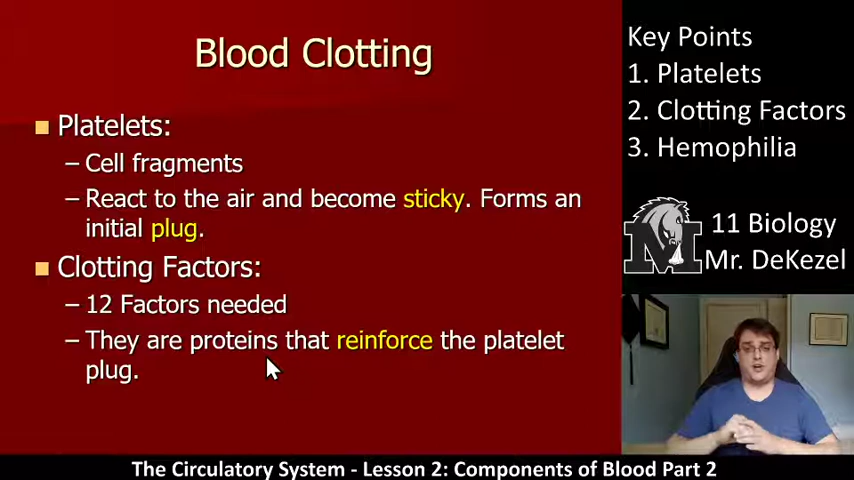 Blood Clotting
Platelets:
– Cell fragments
– React to the air and become sticky. Forms an
initial plug.
Clotting Factors:
– 12 Factors needed
– They are proteins that reinforce the platelet
plug.
Key Points
1. Platelets
2. Clotting Factors
3. Hemophilia
M
11 Biology
Mr. DeKezel
The Circulatory System - Lesson 2: Components of Blood Part 2